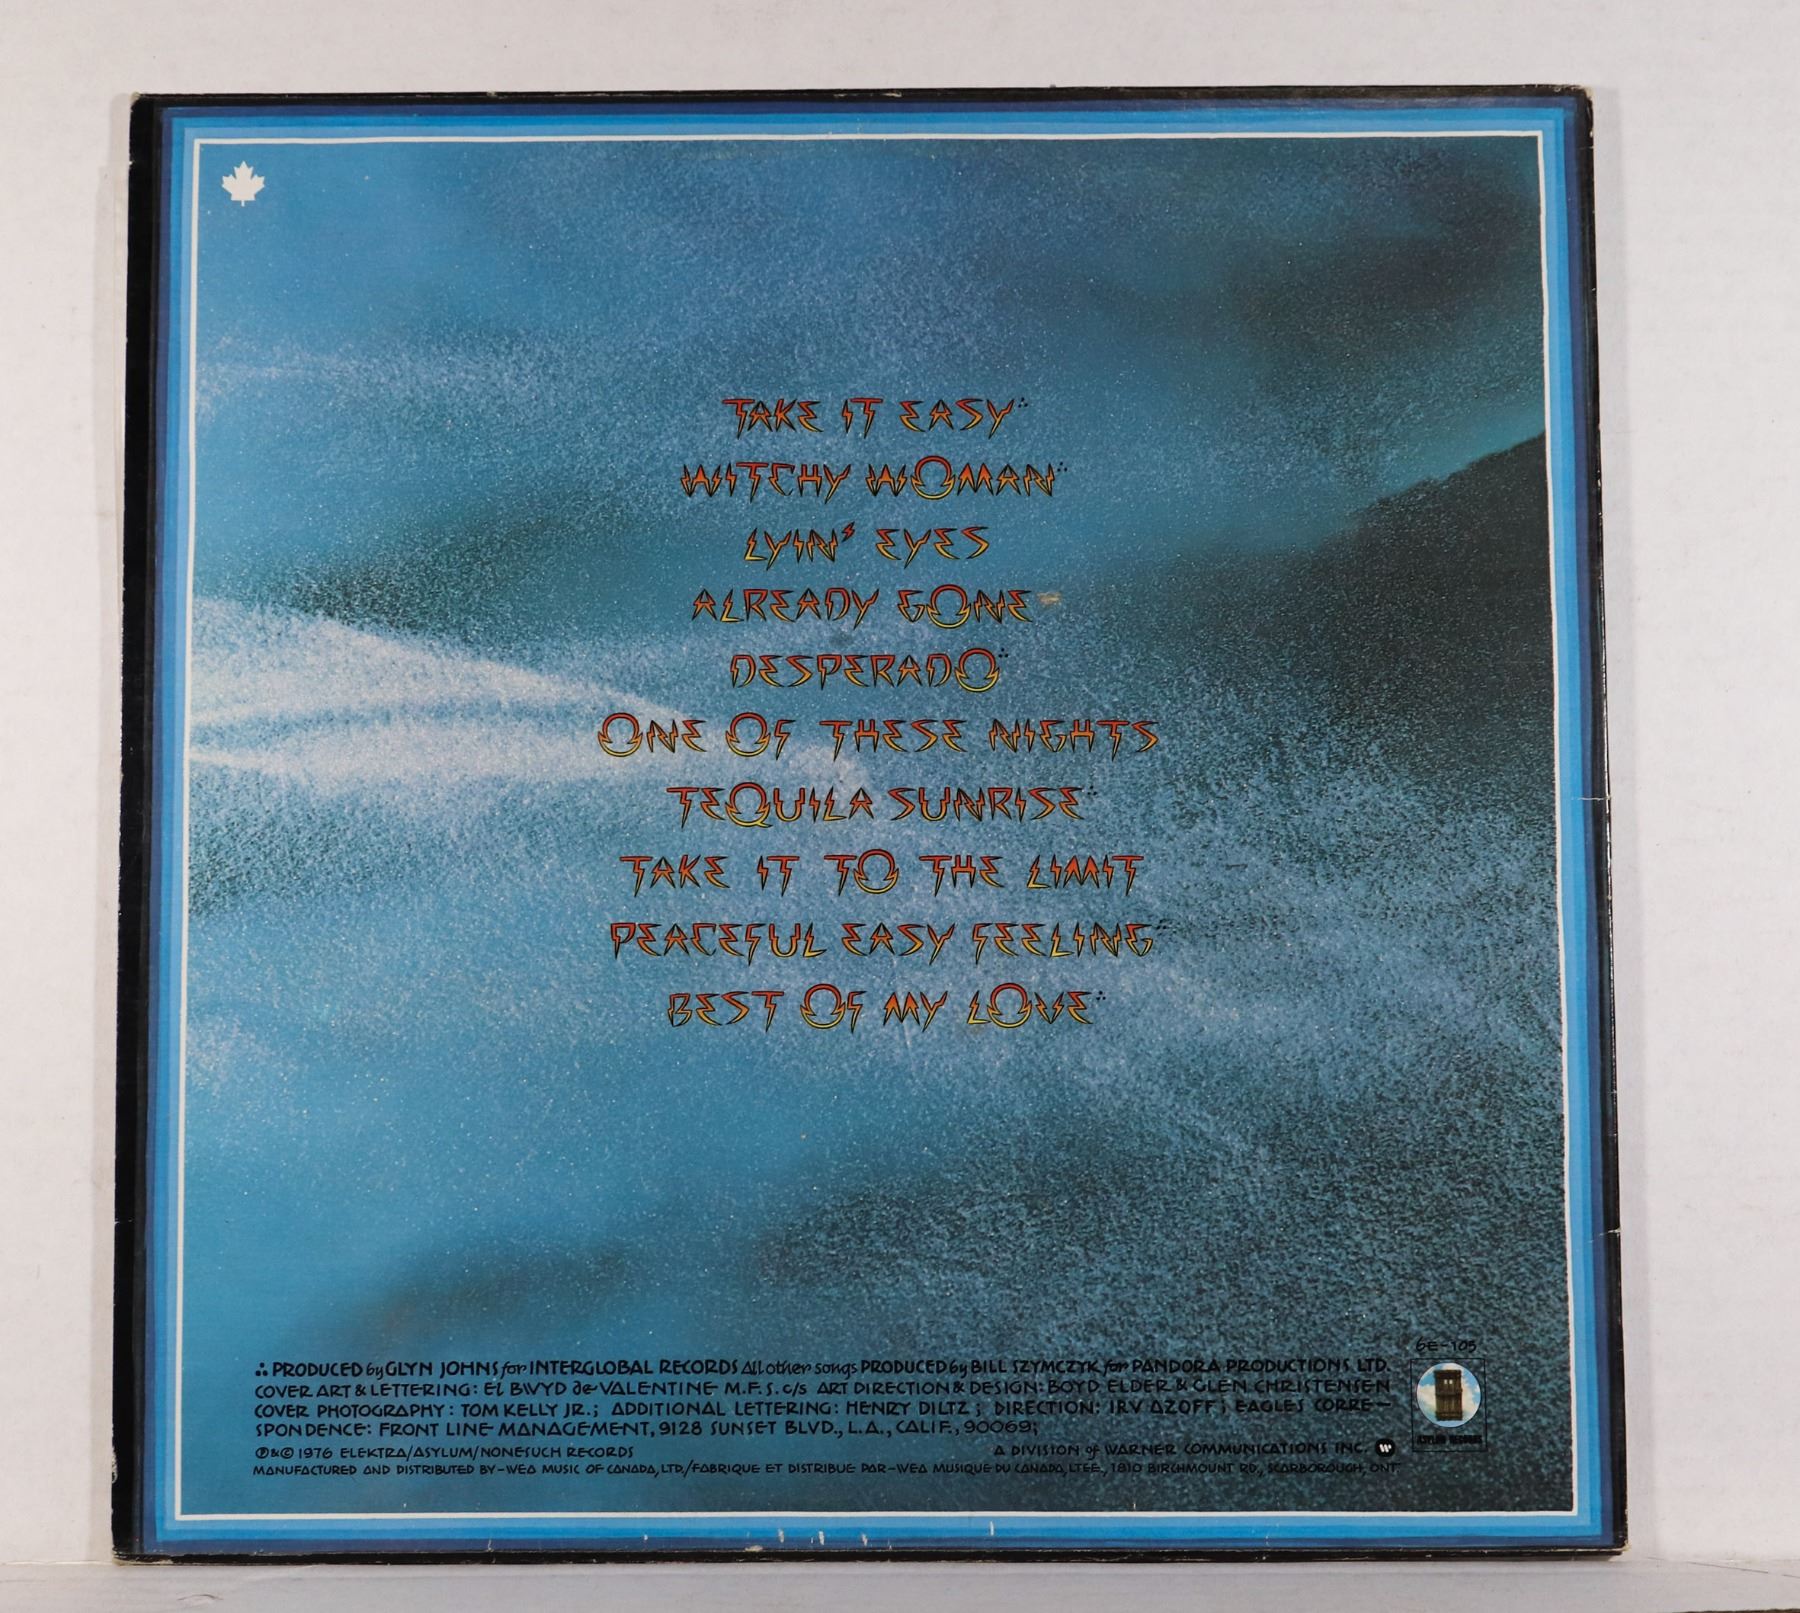 TAKE IT EASY∴
WITCHY WOMAN∴
LYIN' EYES
ALREADY GONE
DESPERADO∴
ONE OF THESE NIGHTS
TEQUILA SUNRISE∴
TAKE IT TO THE LIMIT
PEACEFUL EASY FEELING∴
BEST OF MY LOVE∴
6E-105
∴ PRODUCED by GLYN JOHNS for INTERGLOBAL RECORDS All other songs PRODUCED by BILL SZYMCZYK for PANDORA PRODUCTIONS LTD.
COVER ART & LETTERING: El BWYD de VALENTINE M.F.S. c/s ART DIRECTION & DESIGN: BOYD ELDER & GLEN CHRISTENSEN
COVER PHOTOGRAPHY: TOM KELLY JR.; ADDITIONAL LETTERING: HENRY DILTZ; DIRECTION: IRV AZOFF; EAGLES CORRE-
SPONDENCE: FRONT LINE MANAGEMENT, 9128 SUNSET BLVD., L.A., CALIF., 90069;
ASYLUM RECORDS
℗&© 1976 ELEKTRA/ASYLUM/NONESUCH RECORDS A DIVISION of WARNER COMMUNICATIONS INC.
MANUFACTURED AND DISTRIBUTED BY-WEA MUSIC OF CANADA, LTD./FABRIQUE ET DISTRIBUE PAR-WEA MUSIQUE DU CANADA, LTEE., 1810 BIRCHMOUNT RD., SCARBOROUGH, ONT.